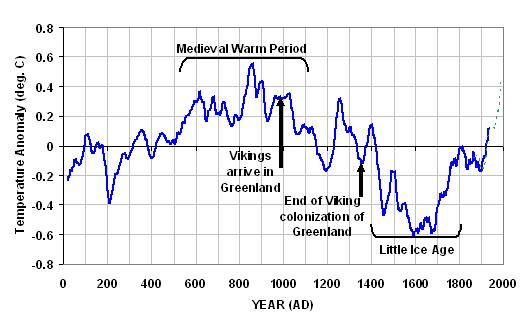 0.8
0.6
0.4
0.2
0
-0.2
-0.4
-0.6
-0.8
Temperature Anomaly (deg. C)
Medieval Warm Period
Vikings
arrive in
Greenland
End of Viking
colonization of
Greenland
Little Ice Age
0 200 400 600 800 1000 1200 1400 1600 1800 2000
YEAR (AD)